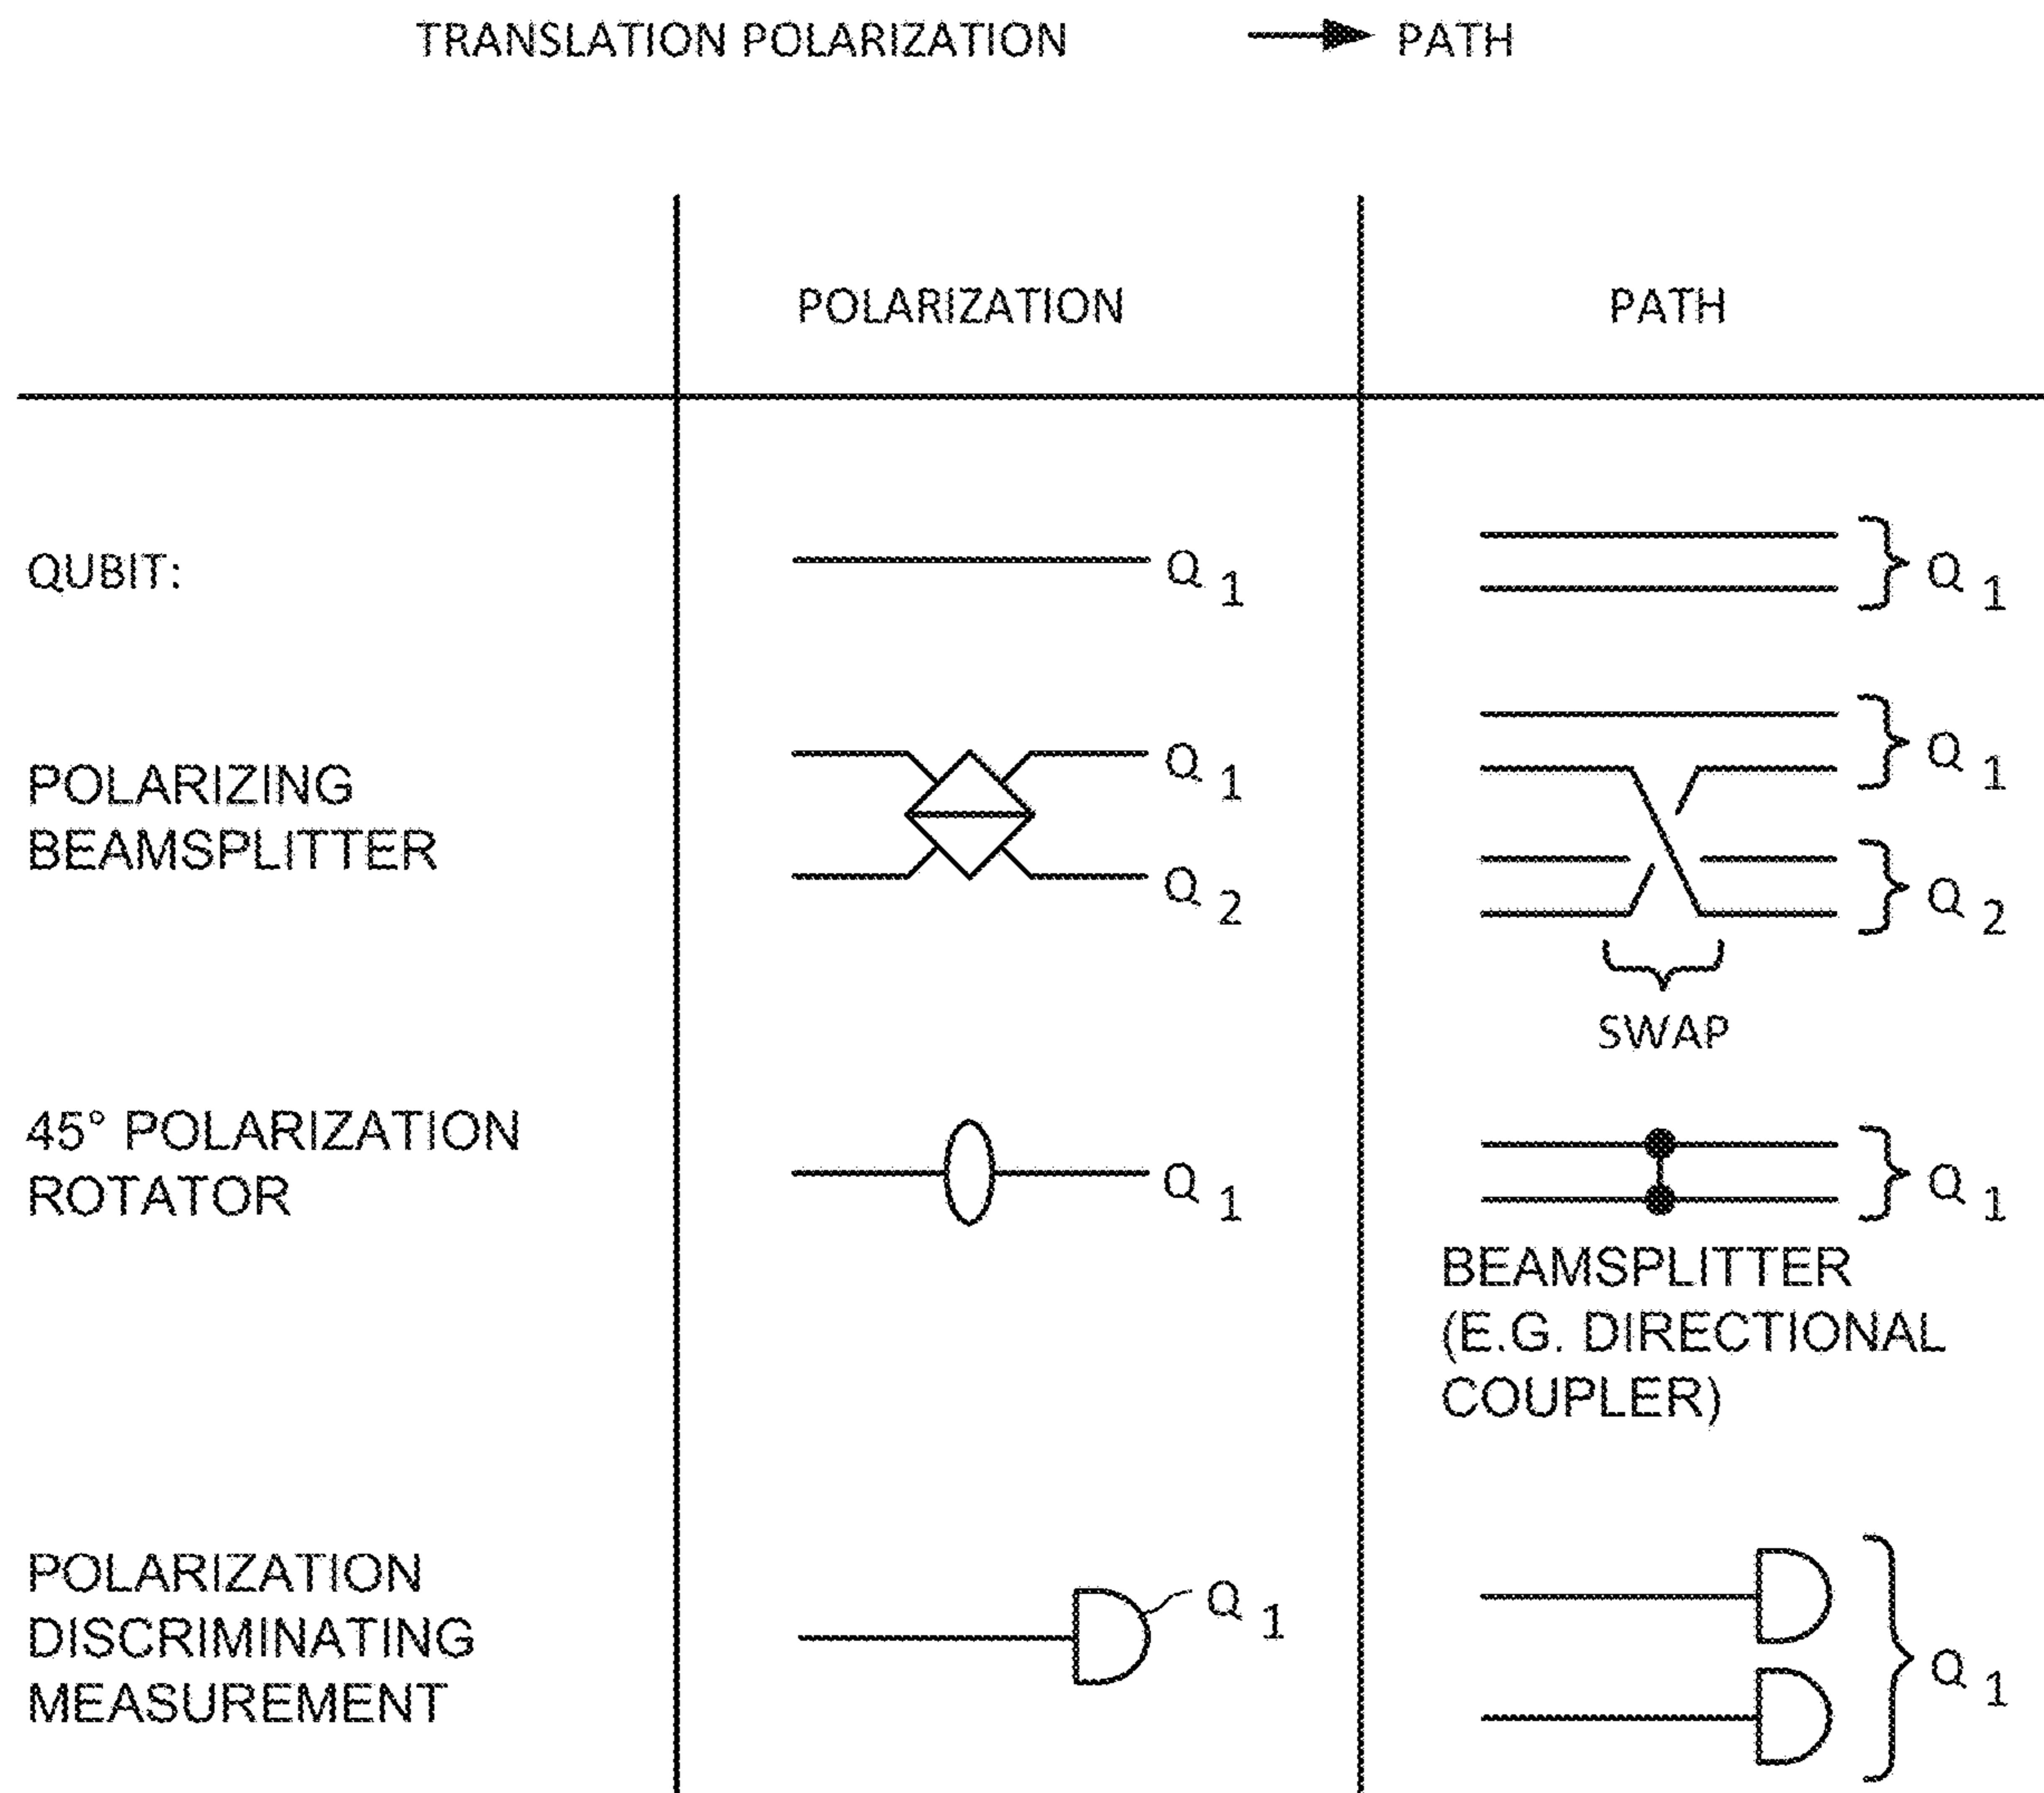 TRANSLATION POLARIZATION → PATH
POLARIZATION PATH
QUBIT: Q 1 Q 1
POLARIZING
BEAMSPLITTER
Q 1 Q 1
Q 2 Q 2
SWAP
45° POLARIZATION
ROTATOR
Q 1 Q 1
BEAMSPLITTER
(E.G. DIRECTIONAL
COUPLER)
POLARIZATION
DISCRIMINATING
MEASUREMENT
Q 1 Q 1